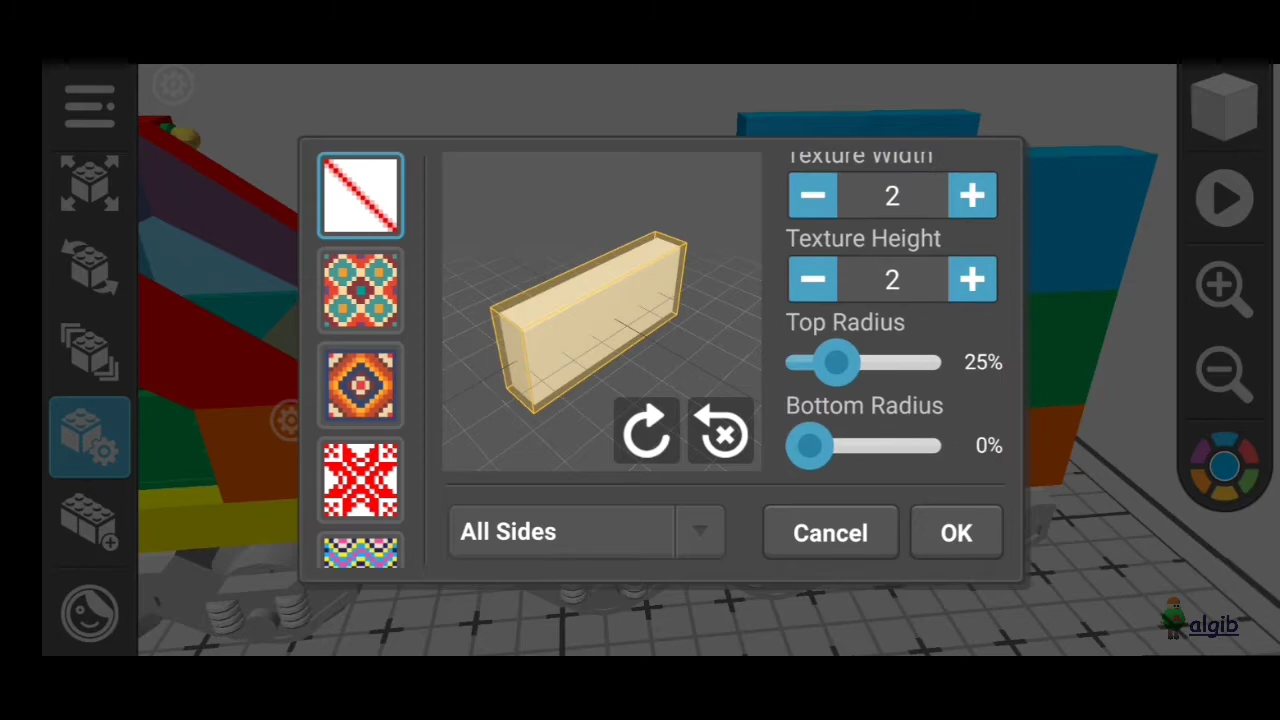 Texture Width
2
Texture Height
2
Top Radius
25%
Bottom Radius
0%
All Sides
Cancel
OK
algib